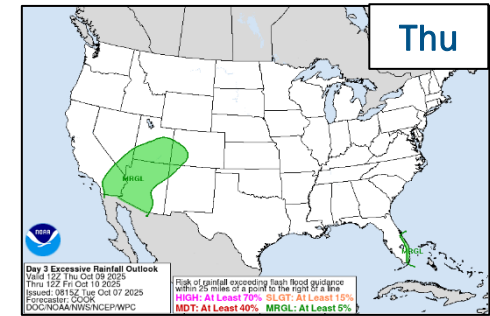 Thu
MRGL
MRGL
NOAA
Day 3 Excessive Rainfall Outlook
Valid 12Z Thu Oct 09 2025
Thru 12Z Fri Oct 10 2025
Issued: 0815Z Tue Oct 07 2025
Forecaster: COOK
DOC/NOAA/NWS/NCEP/WPC
Risk of rainfall exceeding flash flood guidance
within 25 miles of a point to the right of a line
HIGH: At Least 70% SLGT: At Least 15%
MDT: At Least 40% MRGL: At Least 5%